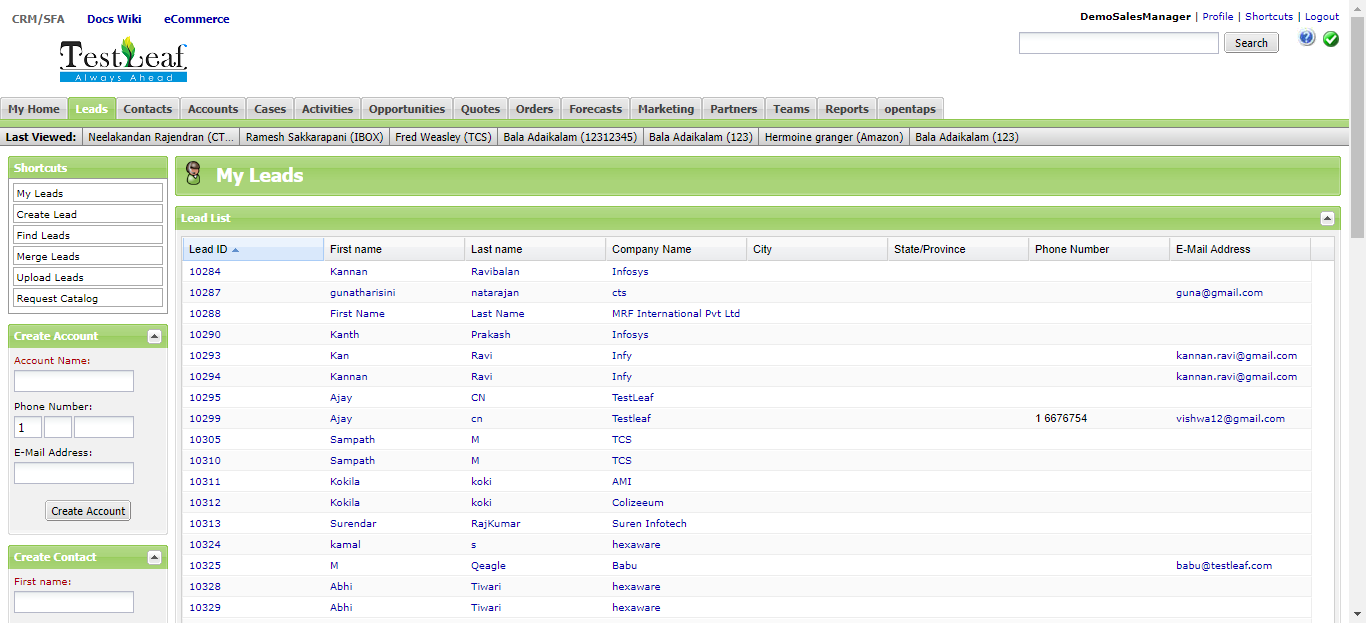 CRM/SFA Docs Wiki eCommerce
DemoSalesManager | Profile | Shortcuts | Logout
TestLeaf
Always Ahead
Search
My Home Leads Contacts Accounts Cases Activities Opportunities Quotes Orders Forecasts Marketing Partners Teams Reports opentaps
Last Viewed: Neelakandan Rajendran (CT... Ramesh Sakkarapani (IBOX) Fred Weasley (TCS) Bala Adaikalam (12312345) Bala Adaikalam (123) Hermoine granger (Amazon) Bala Adaikalam (123)
Shortcuts
My Leads
Create Lead
Find Leads
Merge Leads
Upload Leads
Request Catalog
Create Account
Account Name:
Phone Number:
1
E-Mail Address:
Create Account
Create Contact
First name:
My Leads
Lead List
Lead ID First name Last name Company Name City State/Province Phone Number E-Mail Address
10284 Kannan Ravibalan Infosys
10287 gunatharisini natarajan cts guna@gmail.com
10288 First Name Last Name MRF International Pvt Ltd
10290 Kanth Prakash Infosys
10293 Kan Ravi Infy kannan.ravi@gmail.com
10294 Kannan Ravi Infy kannan.ravi@gmail.com
10295 Ajay CN TestLeaf
10299 Ajay cn Testleaf 1 6676754 vishwa12@gmail.com
10305 Sampath M TCS
10310 Sampath M TCS
10311 Kokila koki AMI
10312 Kokila koki Colizeeum
10313 Surendar RajKumar Suren Infotech
10324 kamal s hexaware
10325 M Qeagle Babu babu@testleaf.com
10328 Abhi Tiwari hexaware
10329 Abhi Tiwari hexaware